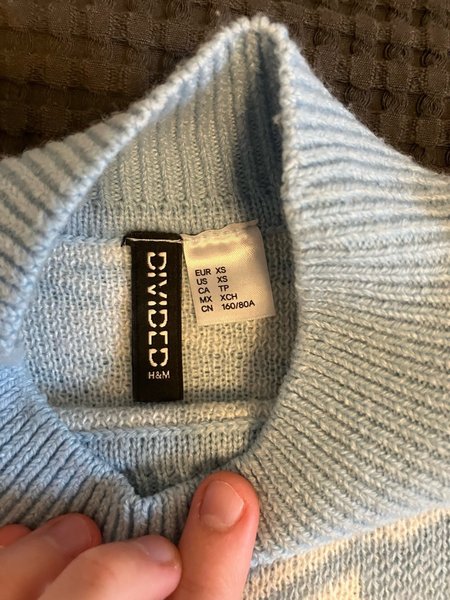 DIVIDED
H&M
EUR XS
US XS
CA TP
MX XCH
CN 160/80A